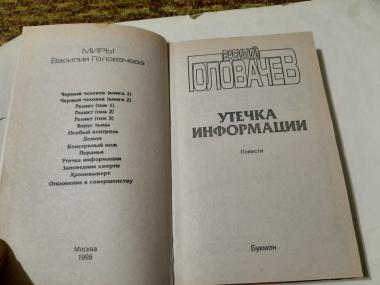 МИРЫ
Василия Головачева
Черный человек (книга 1)
Черный человек (книга 2)
Реликт (том 1)
Реликт (том 2)
Реликт (том 3)
Вирус тьмы
Особый контроль
Демон
Консервный нож
Пираньи
Утечка информации
Заповедник смерти
Хроновыверт
Отклонение к совершенству
Москва
1996
ВАСИЛИЙ
ГОЛОВАЧЕВ
УТЕЧКА
ИНФОРМАЦИИ
Повести
Букмэн